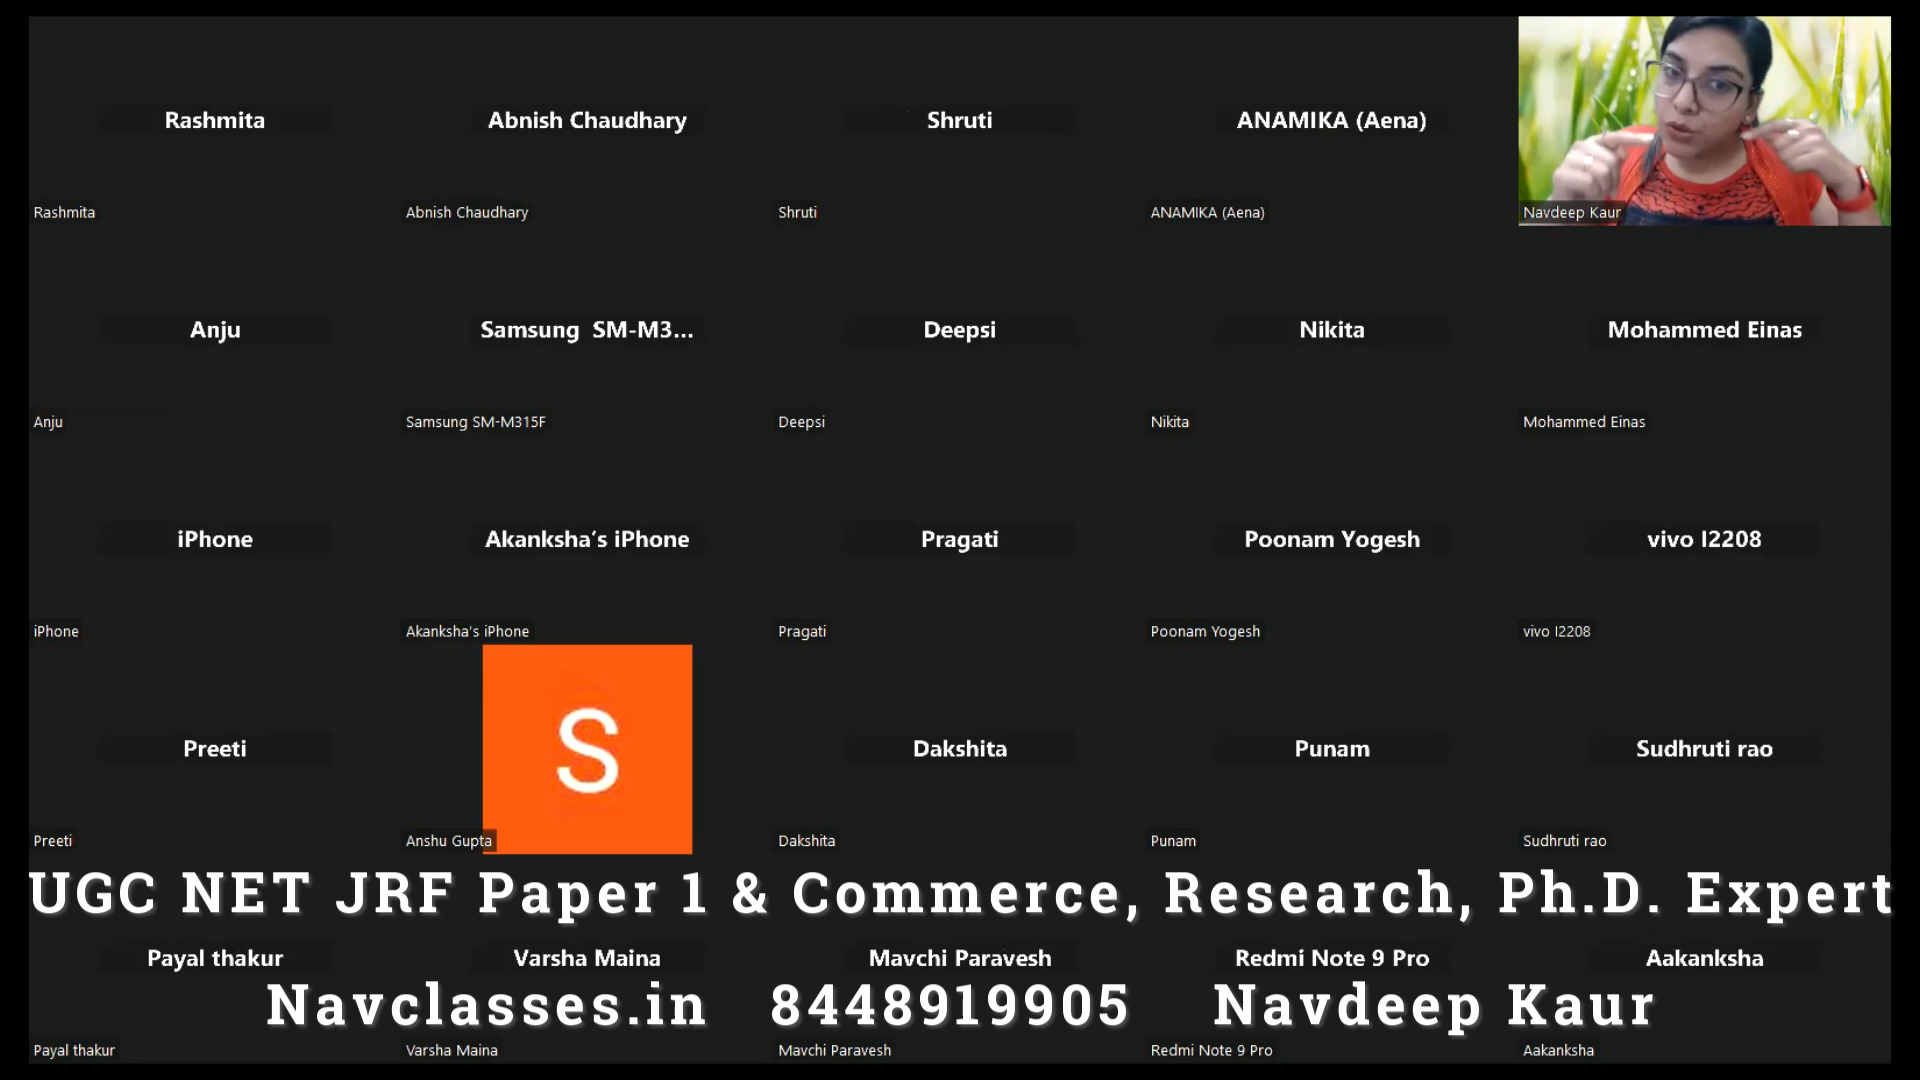 Rashmita
Abnish Chaudhary
Shruti
ANAMIKA (Aena)
Rashmita
Abnish Chaudhary
Shruti
ANAMIKA (Aena)
Navdeep Kaur
Anju
Samsung SM-M3...
Deepsi
Nikita
Mohammed Einas
Anju
Samsung SM-M315F
Deepsi
Nikita
Mohammed Einas
iPhone
Akanksha’s iPhone
Pragati
Poonam Yogesh
vivo I2208
iPhone
Akanksha's iPhone
Pragati
Poonam Yogesh
vivo I2208
Preeti
S
Dakshita
Punam
Sudhruti rao
Preeti
Anshu Gupta
Dakshita
Punam
Sudhruti rao
UGC NET JRF Paper 1 & Commerce, Research, Ph.D. Expert
Payal thakur
Varsha Maina
Mavchi Paravesh
Redmi Note 9 Pro
Aakanksha
Navclasses.in 8448919905 Navdeep Kaur
Payal thakur
Varsha Maina
Mavchi Paravesh
Redmi Note 9 Pro
Aakanksha